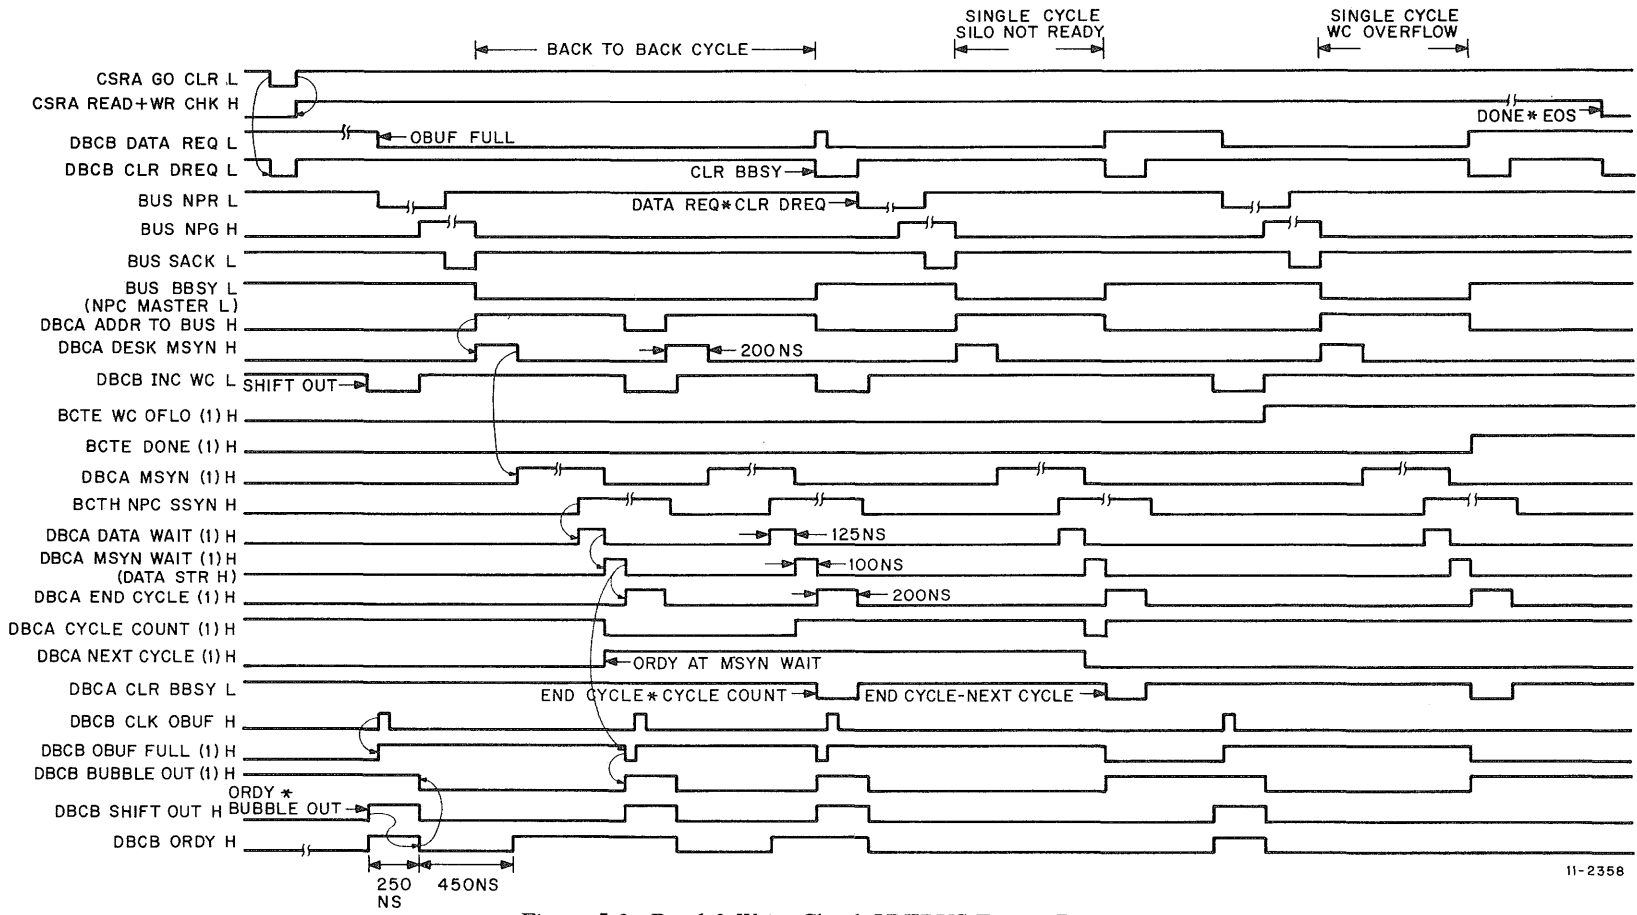 SINGLE CYCLE
SILO NOT READY
SINGLE CYCLE
WC OVERFLOW
BACK TO BACK CYCLE
CSRA GO CLR L
CSRA READ+WR CHK H
DONE * EOS
DBCB DATA REQ L
OBUF FULL
DBCB CLR DREQ L
CLR BBSY
BUS NPR L
DATA REQ*CLR DREQ
BUS NPG H
BUS SACK L
BUS BBSY L
(NPC MASTER L)
DBCA ADDR TO BUS H
DBCA DESK MSYN H
200NS
DBCB INC WC L
SHIFT OUT
BCTE WC OFLO (1) H
BCTE DONE (1) H
DBCA MSYN (1) H
BCTH NPC SSYN H
DBCA DATA WAIT (1) H
125NS
DBCA MSYN WAIT (1) H
(DATA STR H)
100NS
DBCA END CYCLE (1) H
200NS
DBCA CYCLE COUNT (1) H
DBCA NEXT CYCLE (1) H
ORDY AT MSYN WAIT
DBCA CLR BBSY L
END CYCLE * CYCLE COUNT
END CYCLE-NEXT CYCLE
DBCB CLK OBUF H
DBCB OBUF FULL (1) H
DBCB BUBBLE OUT (1) H
ORDY *
BUBBLE OUT
DBCB SHIFT OUT H
DBCB ORDY H
250
NS
450NS
11-2358